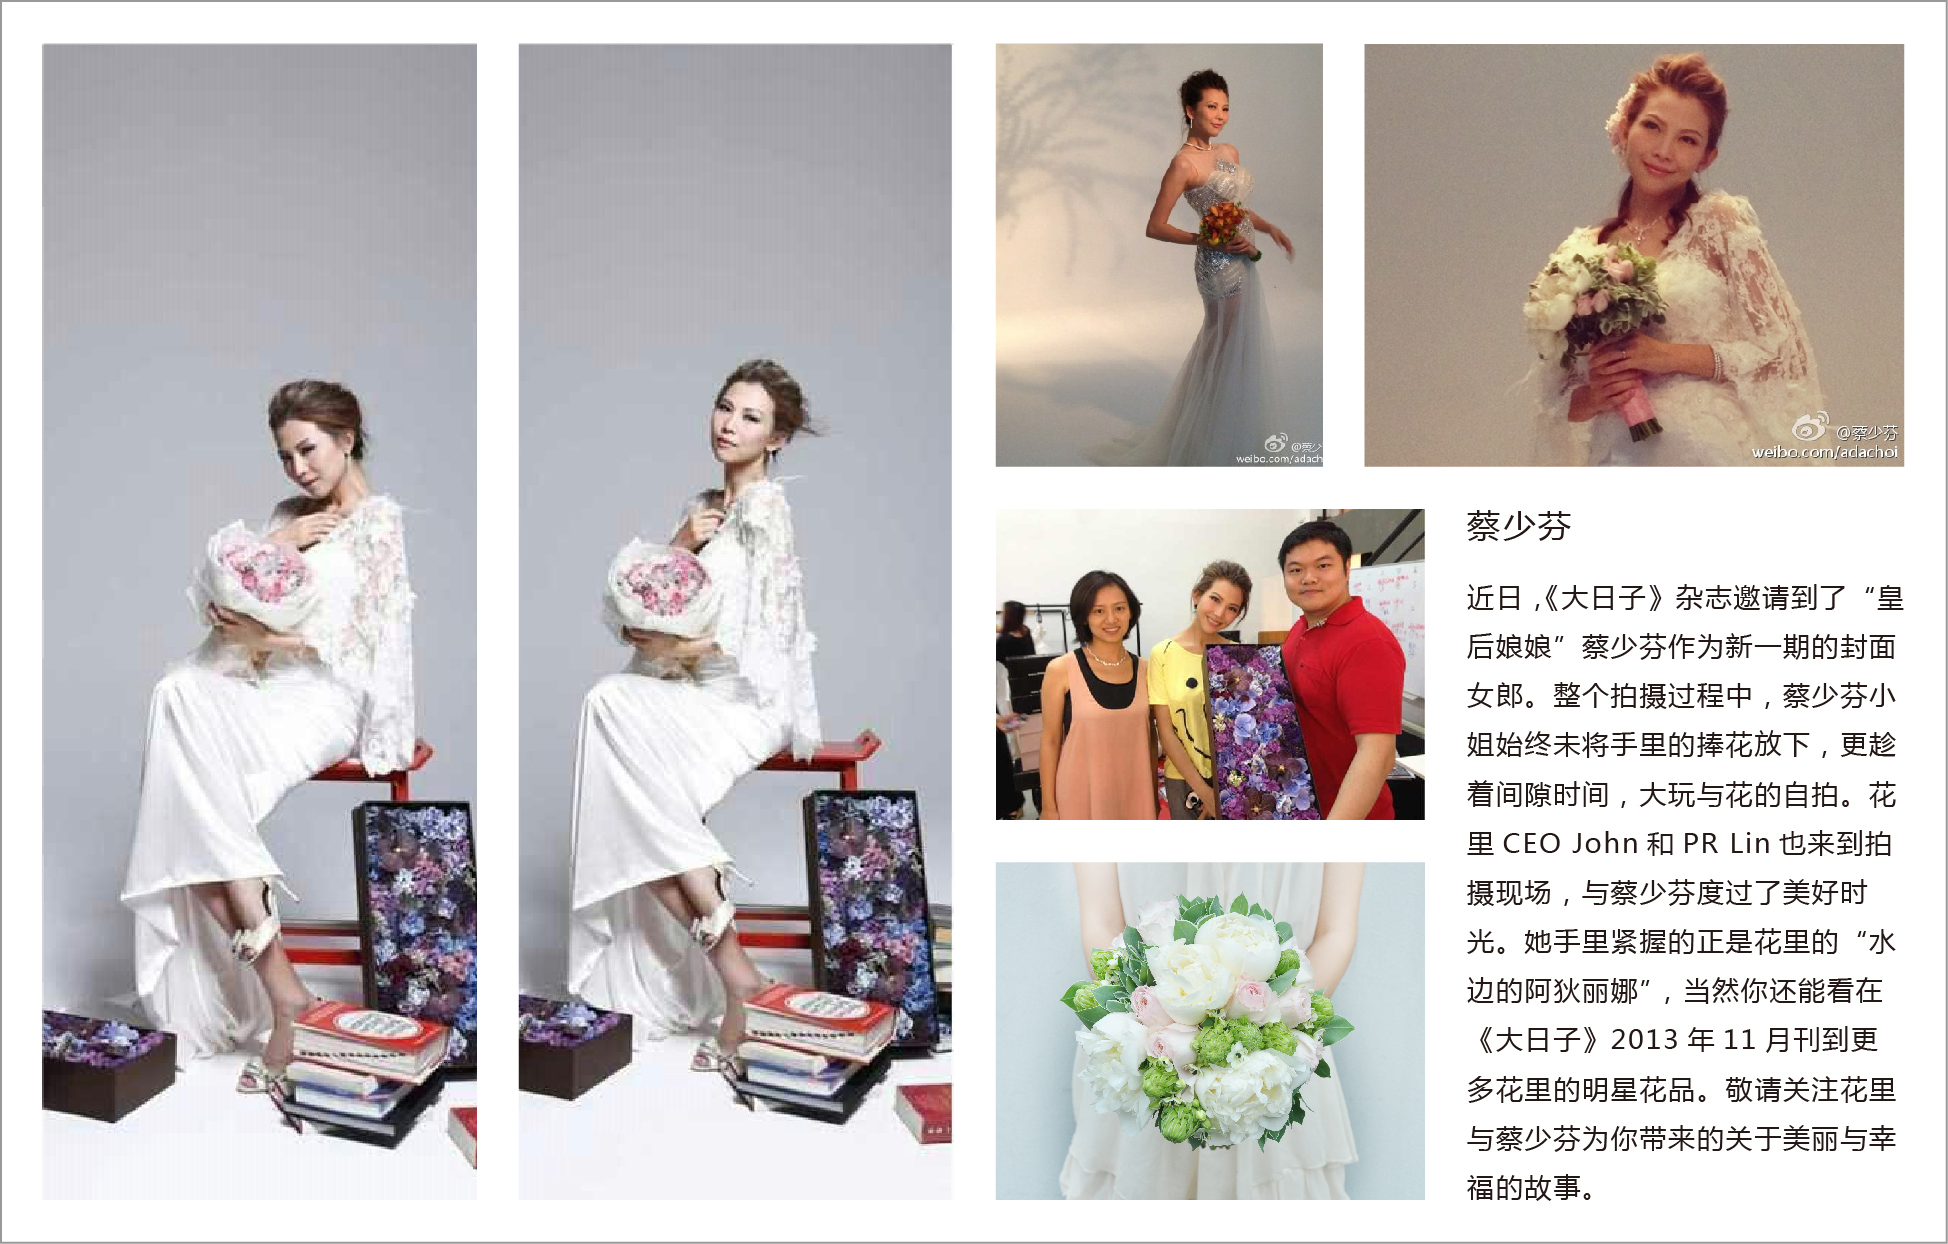 @蔡少
weibo.com/adach
@蔡少芬
weibo.com/adachoi
蔡少芬
近日，《大日子》杂志邀请到了“皇
后娘娘”蔡少芬作为新一期的封面
女郎。整个拍摄过程中，蔡少芬小
姐始终未将手里的捧花放下，更趁
着间隙时间，大玩与花的自拍。花
里 CEO John 和 PR Lin 也来到拍
摄现场，与蔡少芬度过了美好时
光。她手里紧握的正是花里的“水
边的阿狄丽娜”，当然你还能看在
《大日子》2013 年 11 月刊到更
多花里的明星花品。敬请关注花里
与蔡少芬为你带来的关于美丽与幸
福的故事。